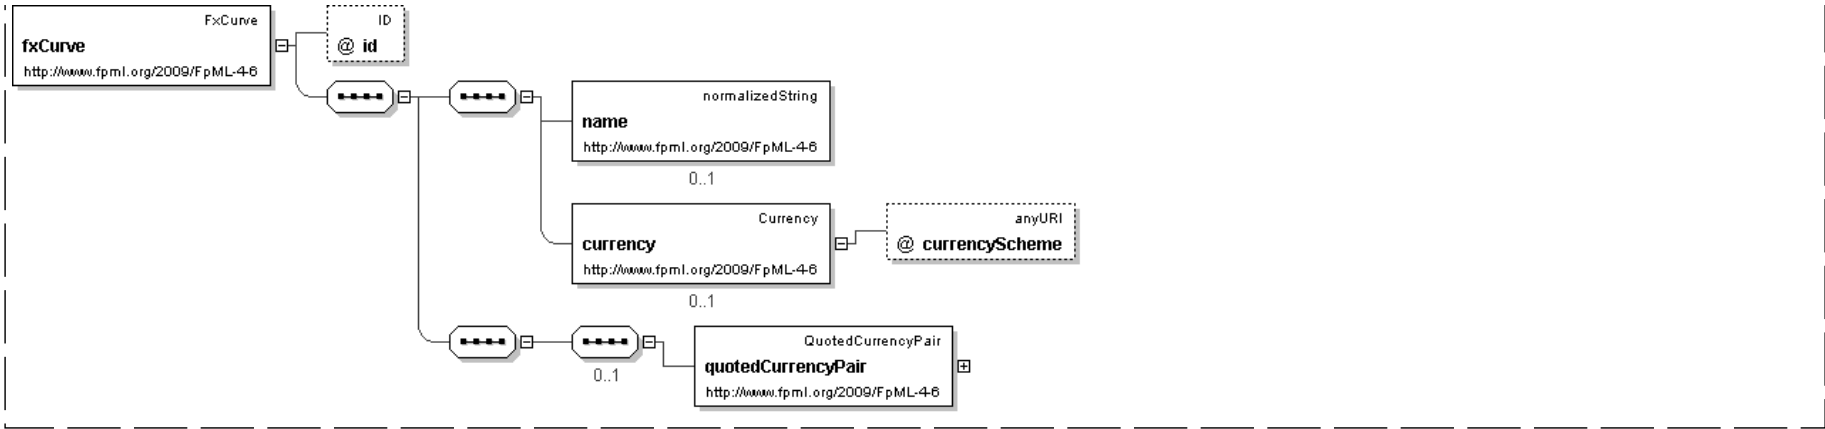 FxCurve
fxCurve
http://www.fpml.org/2009/FpML-4-6
ID
@ id
normalizedString
name
http://www.fpml.org/2009/FpML-4-6
0..1
Currency
currency
http://www.fpml.org/2009/FpML-4-6
0..1
anyURI
@ currencyScheme
QuotedCurrencyPair
quotedCurrencyPair
http://www.fpml.org/2009/FpML-4-6
0..1